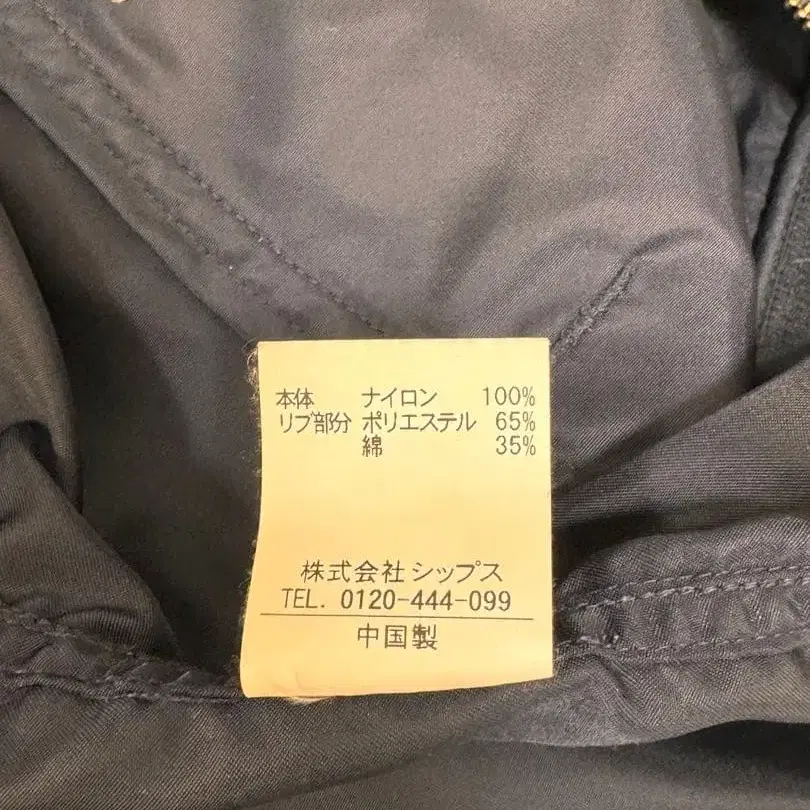 本体 ナイロン 100%
リブ部分 ポリエステル 65%
綿 35%
株式会社 シップス
TEL. 0120-444-099
中国製